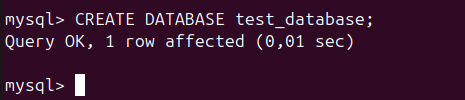 mysql> CREATE DATABASE test_database;
Query OK, 1 row affected (0,01 sec)
mysql>